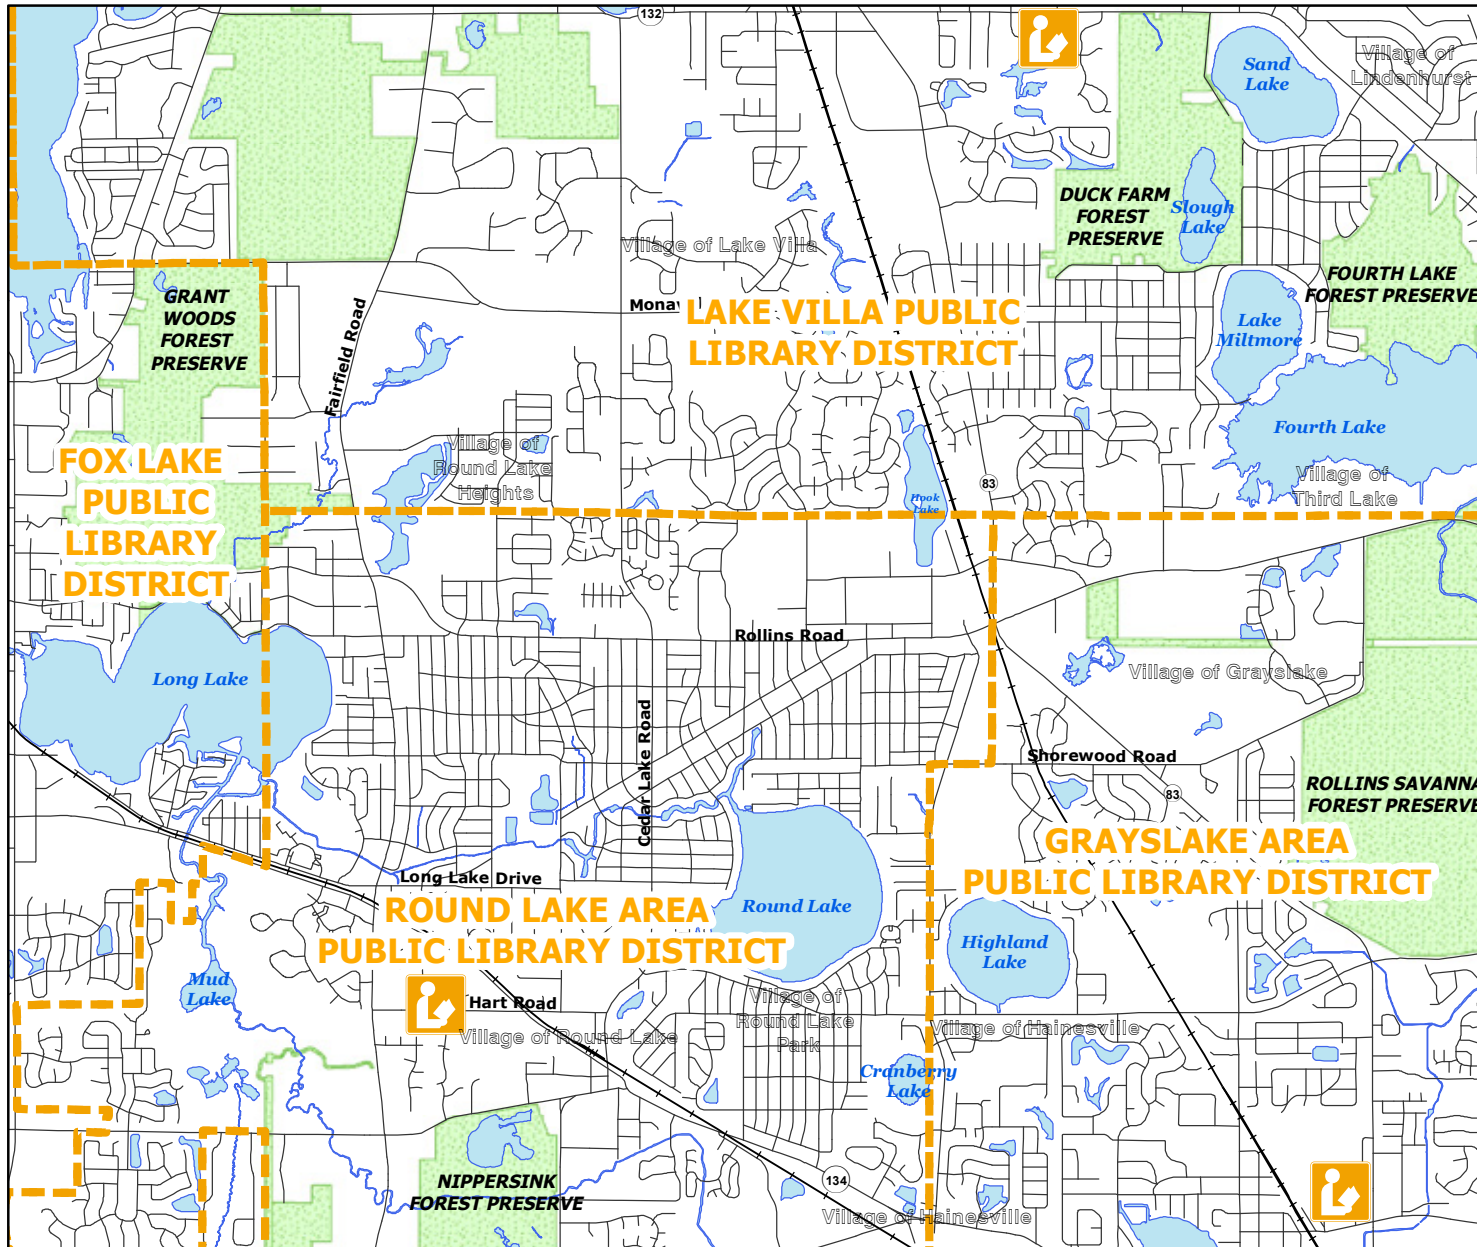 132
Village of
Lindenhurst
Sand
Lake
DUCK FARM
FOREST
PRESERVE
Slough
Lake
Village of Lake Villa
FOURTH LAKE
FOREST PRESERVE
GRANT
WOODS
FOREST
PRESERVE
Fairfield Road
LAKE VILLA PUBLIC
LIBRARY DISTRICT
Lake
Miltmore
Fourth Lake
Village of
Third Lake
Village of
Round Lake
Heights
FOX LAKE
PUBLIC
LIBRARY
DISTRICT
83
Hook
Lake
Rollins Road
Long Lake
Village of Grayslake
Cedar Lake Road
Shorewood Road
83
ROLLINS SAVANNA
FOREST PRESERVE
GRAYSLAKE AREA
PUBLIC LIBRARY DISTRICT
Long Lake Drive
ROUND LAKE AREA
PUBLIC LIBRARY DISTRICT
Round Lake
Highland
Lake
Mud
Lake
Hart Road
Village of
Round Lake
Park
Village of Round Lake
Village of Hainesville
Cranberry
Lake
NIPPERSINK
FOREST PRESERVE
134
Village of Hainesville